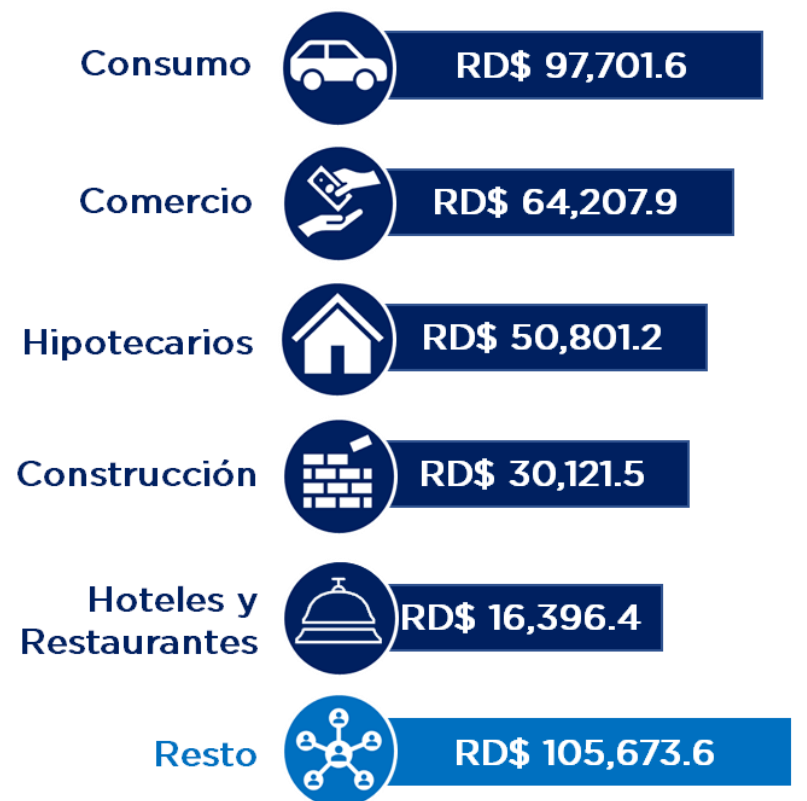 Consumo
RD$ 97,701.6
Comercio
RD$ 64,207.9
Hipotecarios
RD$ 50,801.2
Construcción
RD$ 30,121.5
Hoteles y
Restaurantes
RD$ 16,396.4
Resto
RD$ 105,673.6